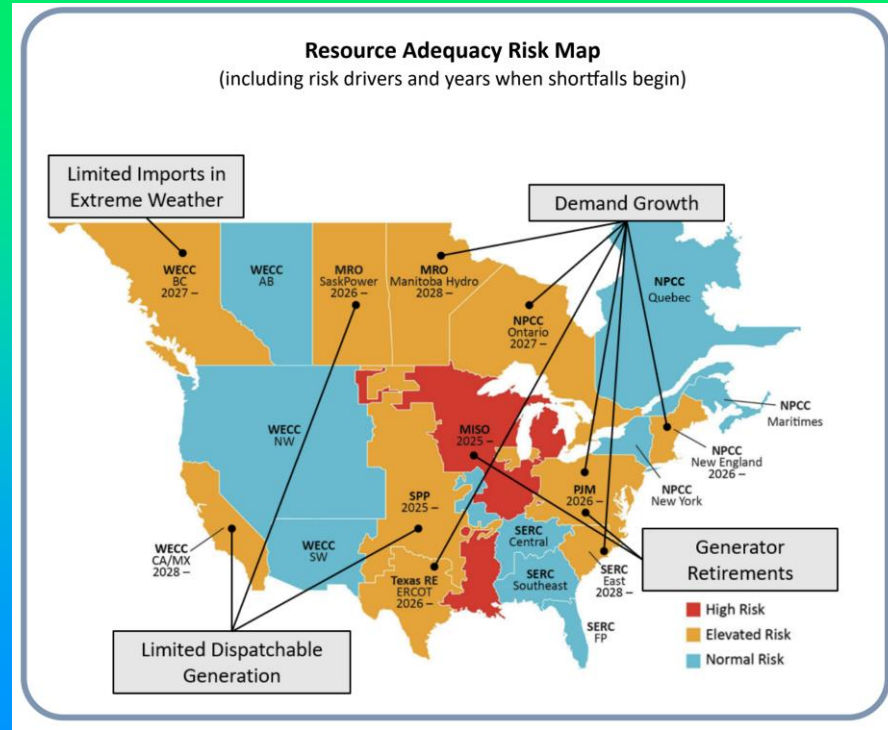 Resource Adequacy Risk Map
(including risk drivers and years when shortfalls begin)
Limited Imports in
Extreme Weather
Demand Growth
WECC
BC
2027 –
WECC
AB
MRO
SaskPower
2026 –
MRO
Manitoba Hydro
2028 –
NPCC
Ontario
2027 –
NPCC
Quebec
NPCC
Maritimes
WECC
NW
MISO
2025 –
NPCC
New England
2026 –
NPCC
New York
SPP
2025 –
PJM
2026 –
WECC
CA/MX
2028 –
WECC
SW
SERC
Central
SERC
Southeast
SERC
East
2028 –
Texas RE
ERCOT
2026 –
SERC
FP
Generator
Retirements
Limited Dispatchable
Generation
High Risk
Elevated Risk
Normal Risk